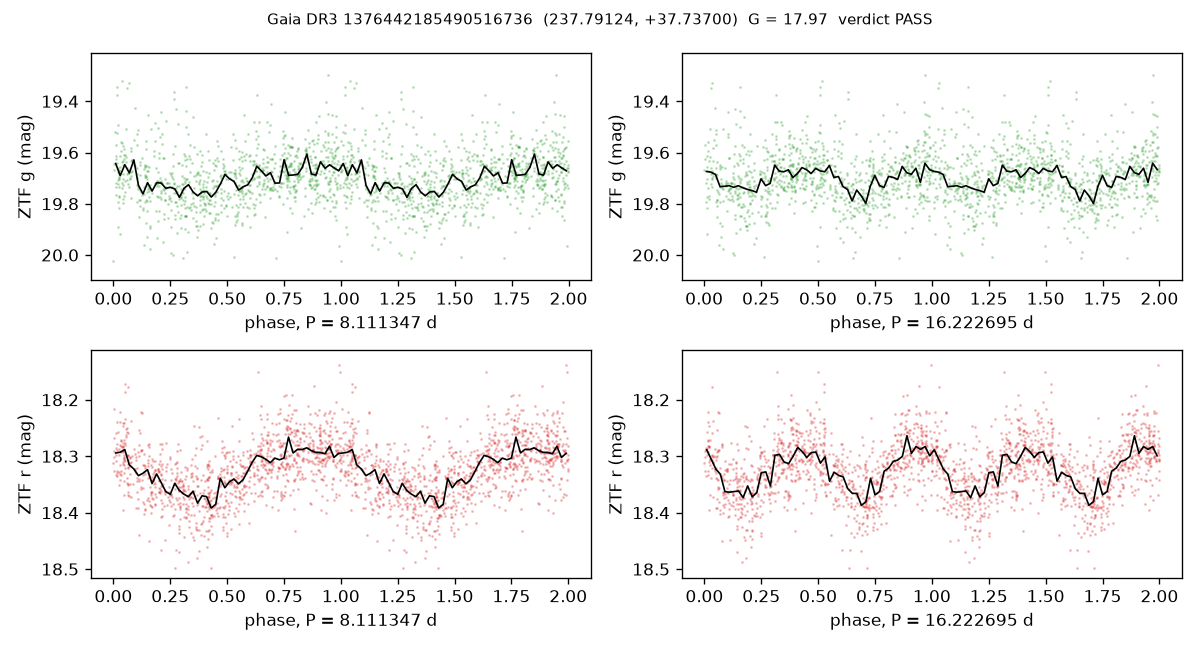 Gaia DR3 1376442185490516736 (237.79124, +37.73700) G = 17.97 verdict PASS
ZTF g (mag)
19.4
19.6
19.8
20.0
0.00 0.25 0.50 0.75 1.00 1.25 1.50 1.75 2.00
phase, P = 8.111347 d
ZTF g (mag)
19.4
19.6
19.8
20.0
0.00 0.25 0.50 0.75 1.00 1.25 1.50 1.75 2.00
phase, P = 16.222695 d
ZTF r (mag)
18.2
18.3
18.4
18.5
0.00 0.25 0.50 0.75 1.00 1.25 1.50 1.75 2.00
phase, P = 8.111347 d
ZTF r (mag)
18.2
18.3
18.4
18.5
0.00 0.25 0.50 0.75 1.00 1.25 1.50 1.75 2.00
phase, P = 16.222695 d